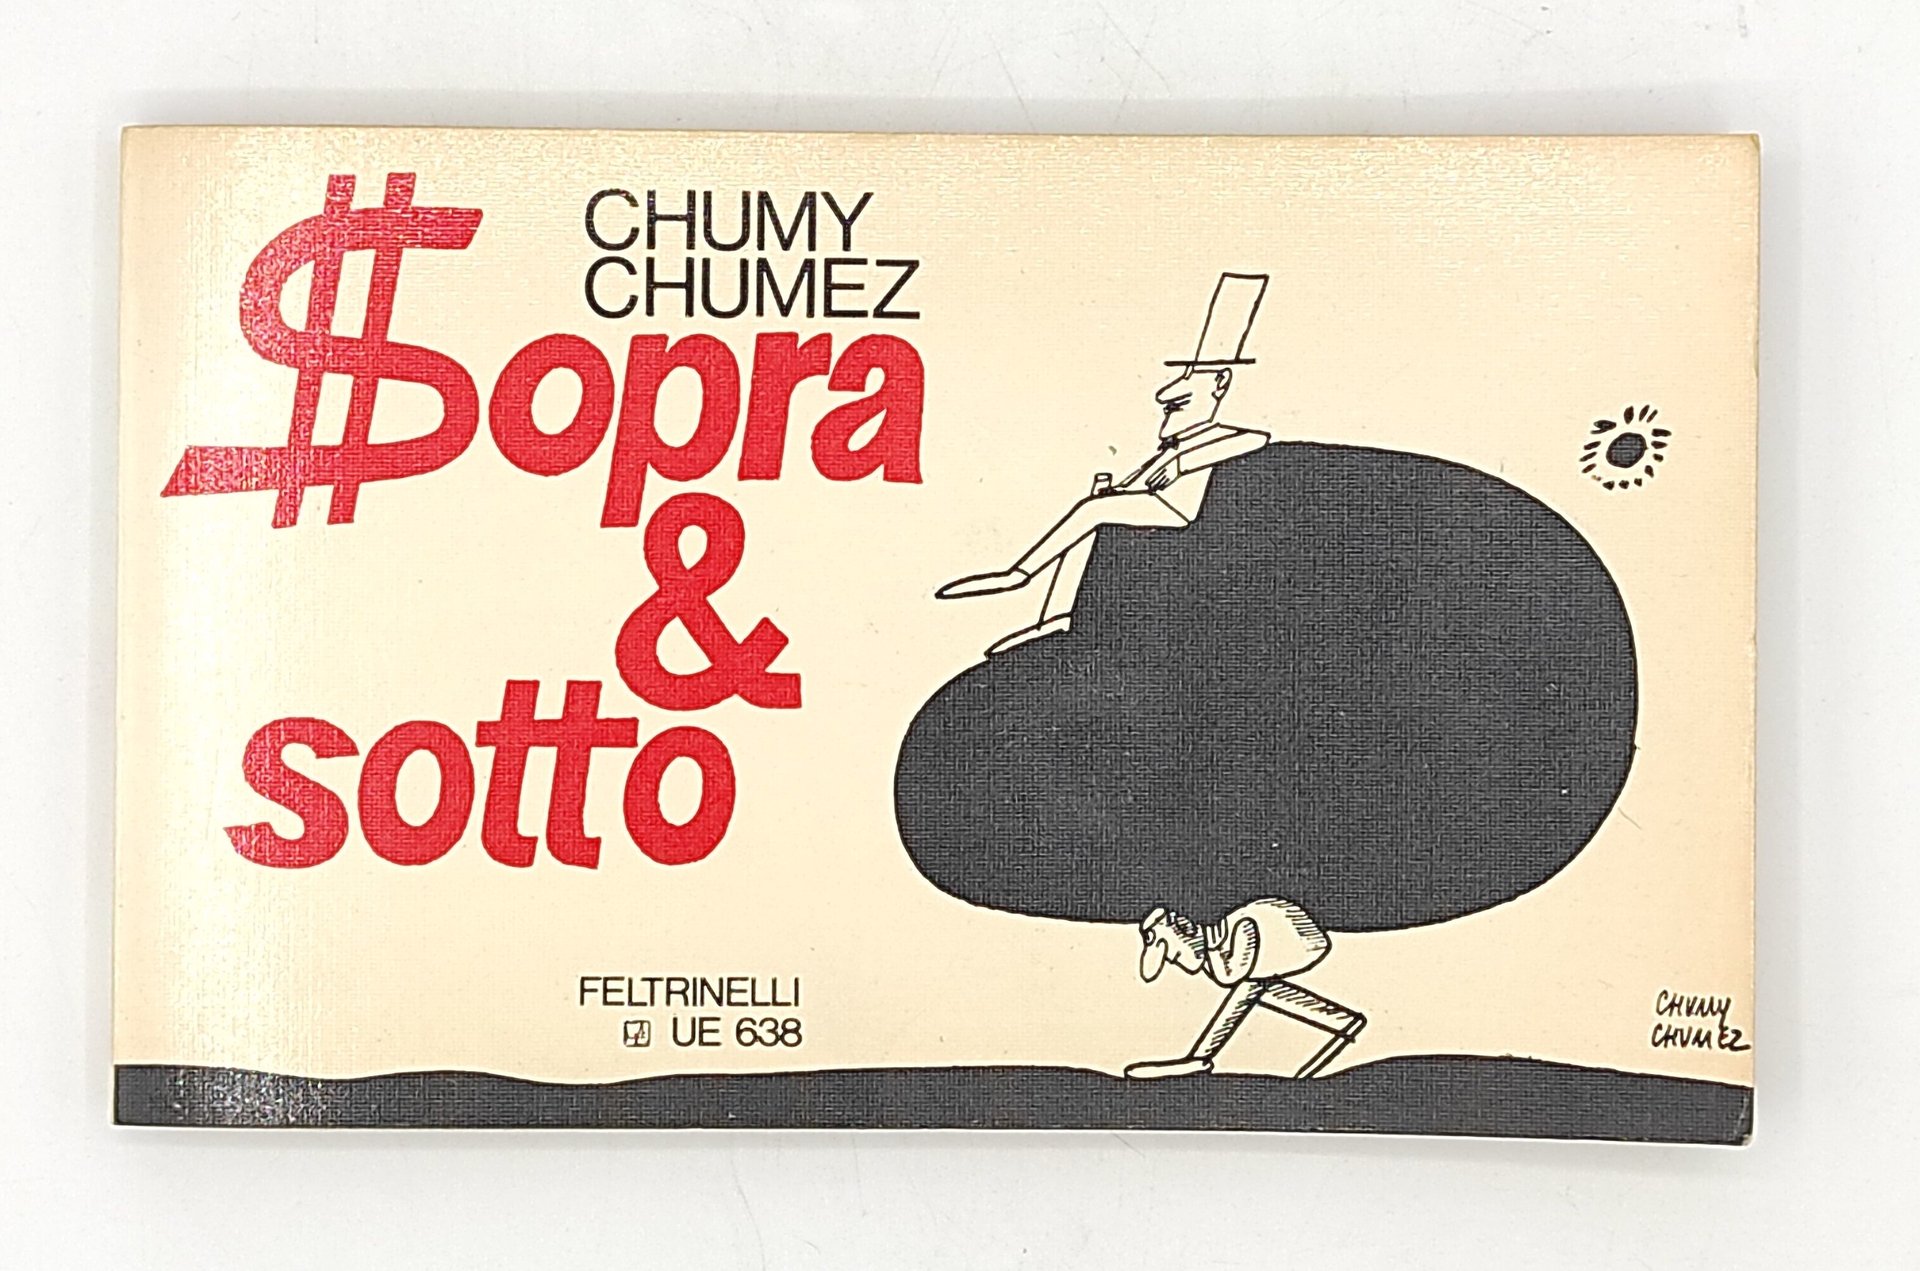 CHUMY
CHUMEZ
$opra
&
sotto
FELTRINELLI
UE 638
CHUMY
CHUMEZ